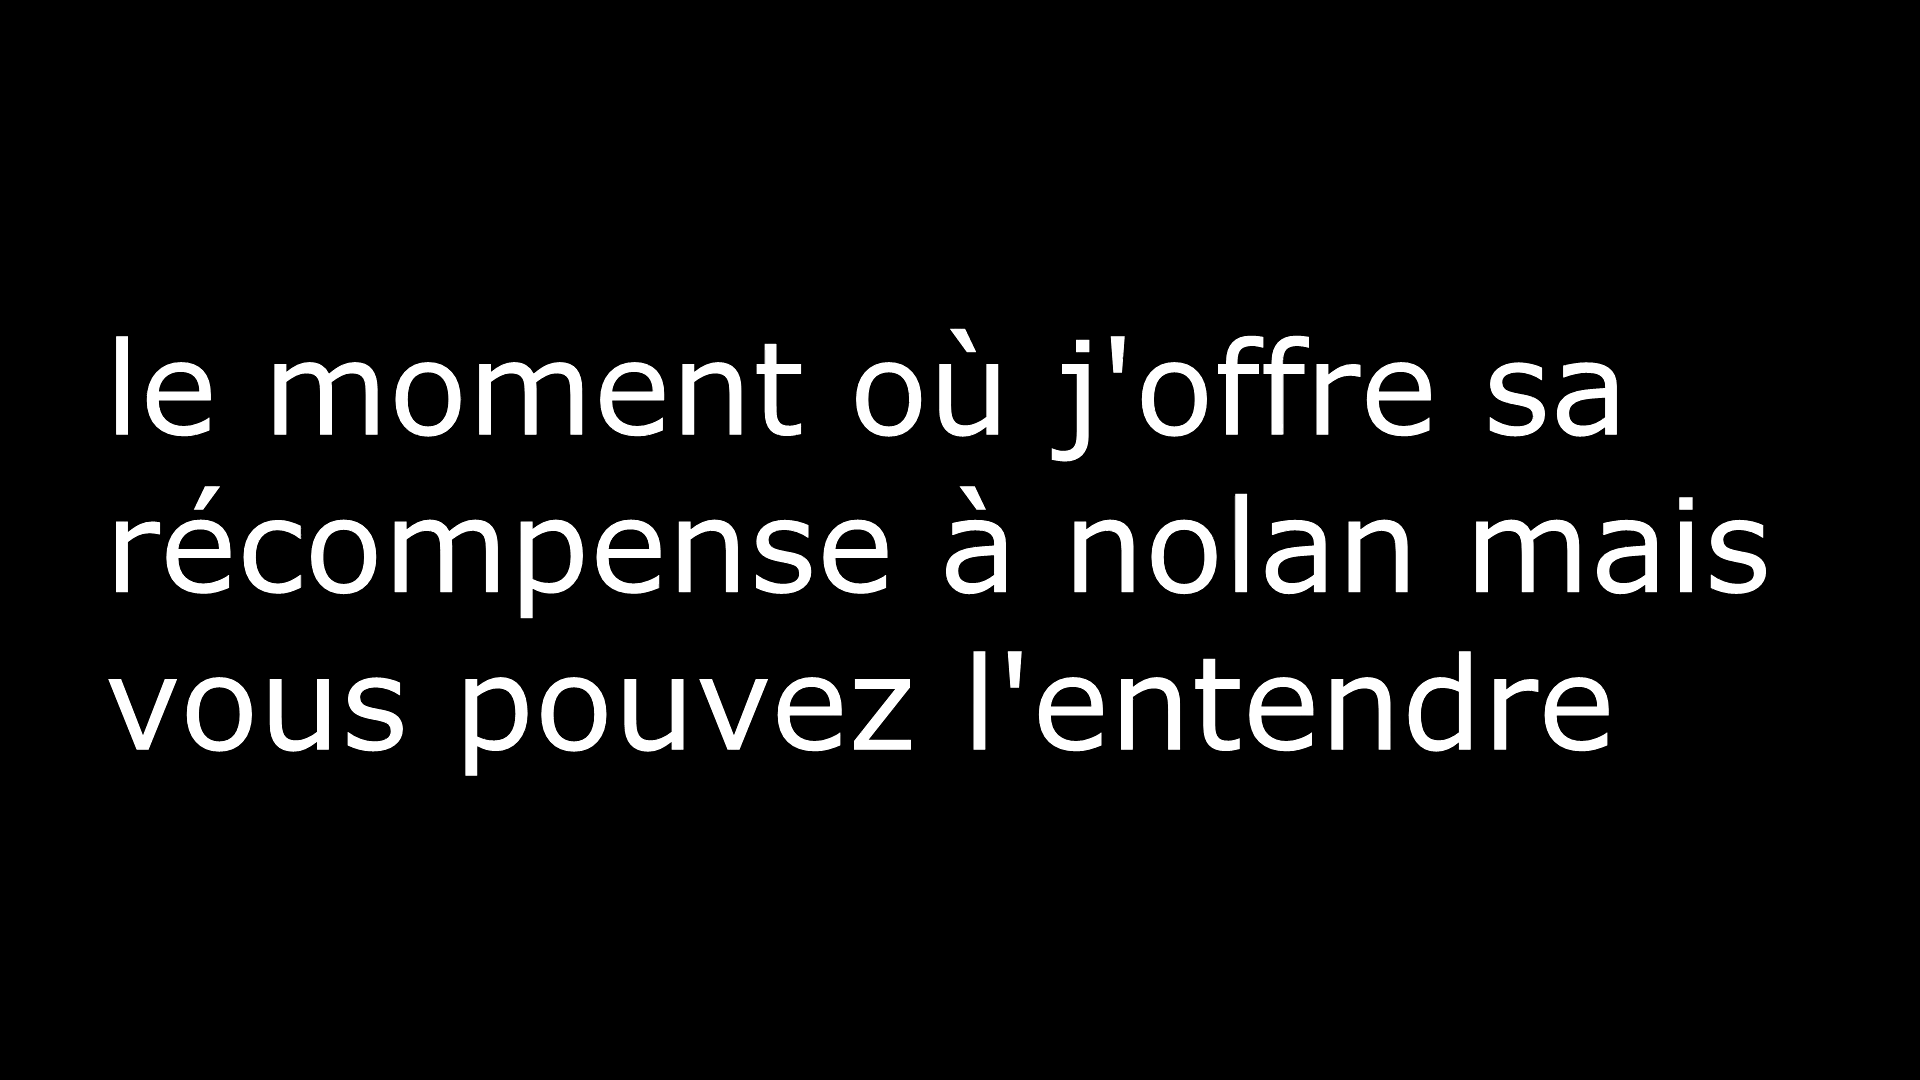 le moment où j'offre sa
récompense à nolan mais
vous pouvez l'entendre